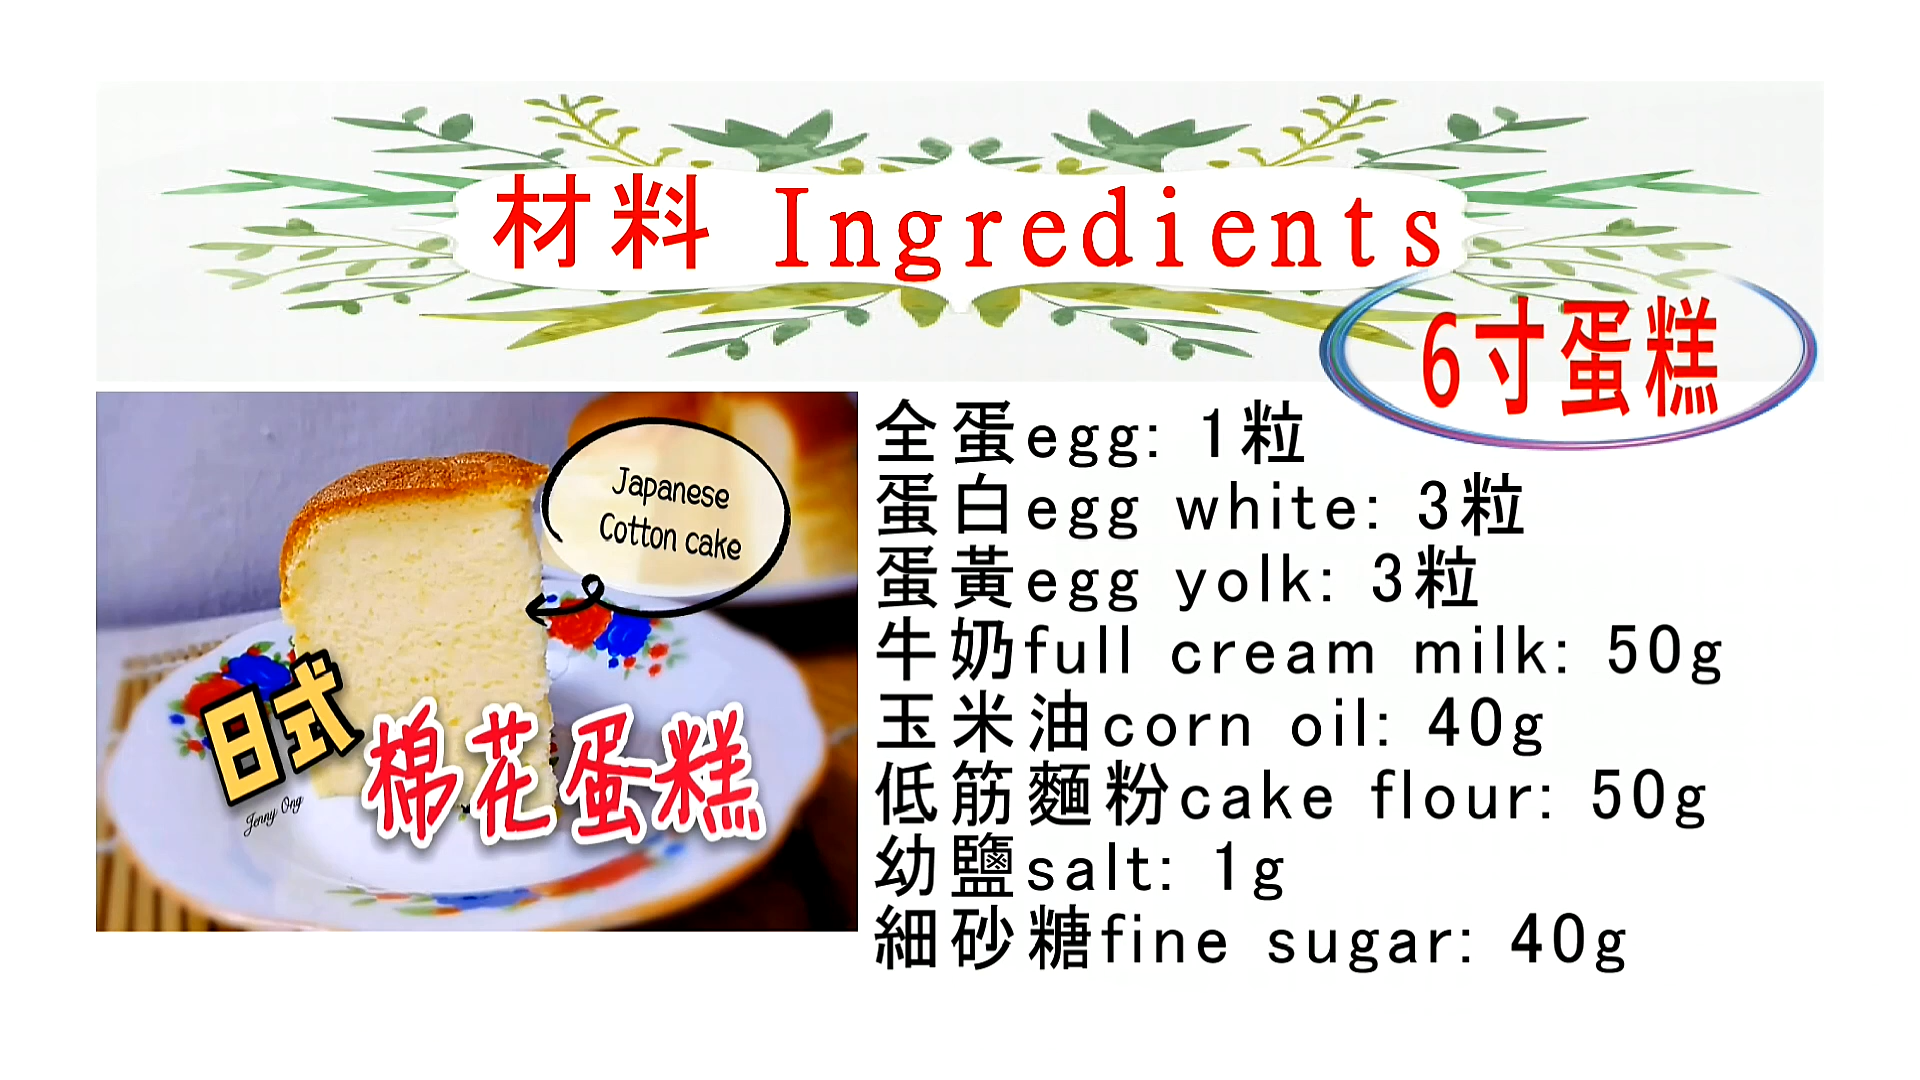 材料 Ingredients
6寸蛋糕
全蛋egg: 1粒
蛋白egg white: 3粒
蛋黃egg yolk: 3粒
牛奶full cream milk: 50g
玉米油corn oil: 40g
低筋麵粉cake flour: 50g
幼鹽salt: 1g
細砂糖fine sugar: 40g
Japanese
Cotton cake
日式
棉花蛋糕
Jenny Ong